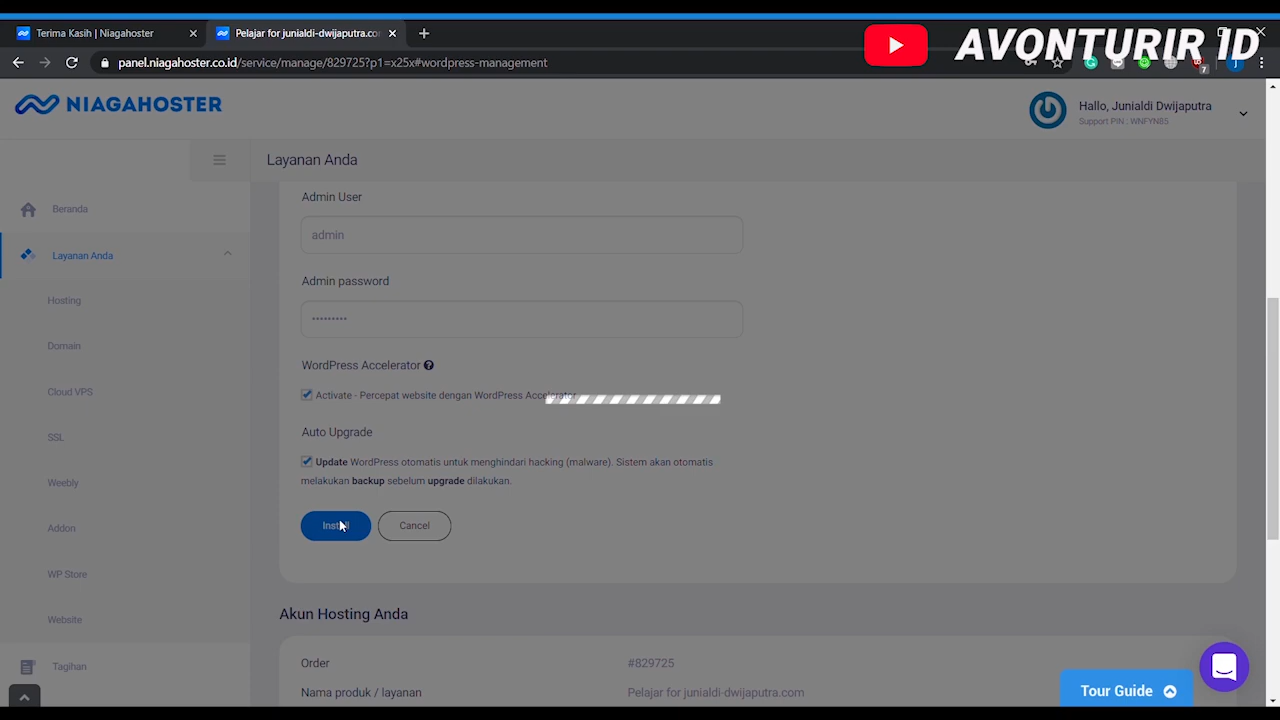 Terima Kasih | Niagahoster
Pelajar for junialdi-dwijaputra.co
AVONTURIR ID
panel.niagahoster.co.id/service/manage/829725?p1=x25x#wordpress-management
7
NIAGAHOSTER
Hallo, Junialdi Dwijaputra
Support PIN : WNFYN85
Layanan Anda
Beranda
Layanan Anda
Hosting
Domain
Cloud VPS
SSL
Weebly
Addon
WP Store
Website
Tagihan
Admin User
admin
Admin password
•••••••••
WordPress Accelerator
Activate - Percepat website dengan WordPress Accelerator
Auto Upgrade
Update WordPress otomatis untuk menghindari hacking (malware). Sistem akan otomatis
melakukan backup sebelum upgrade dilakukan.
Install
Cancel
Akun Hosting Anda
Order
#829725
Nama produk / layanan
Pelajar for junialdi-dwijaputra.com
Tour Guide